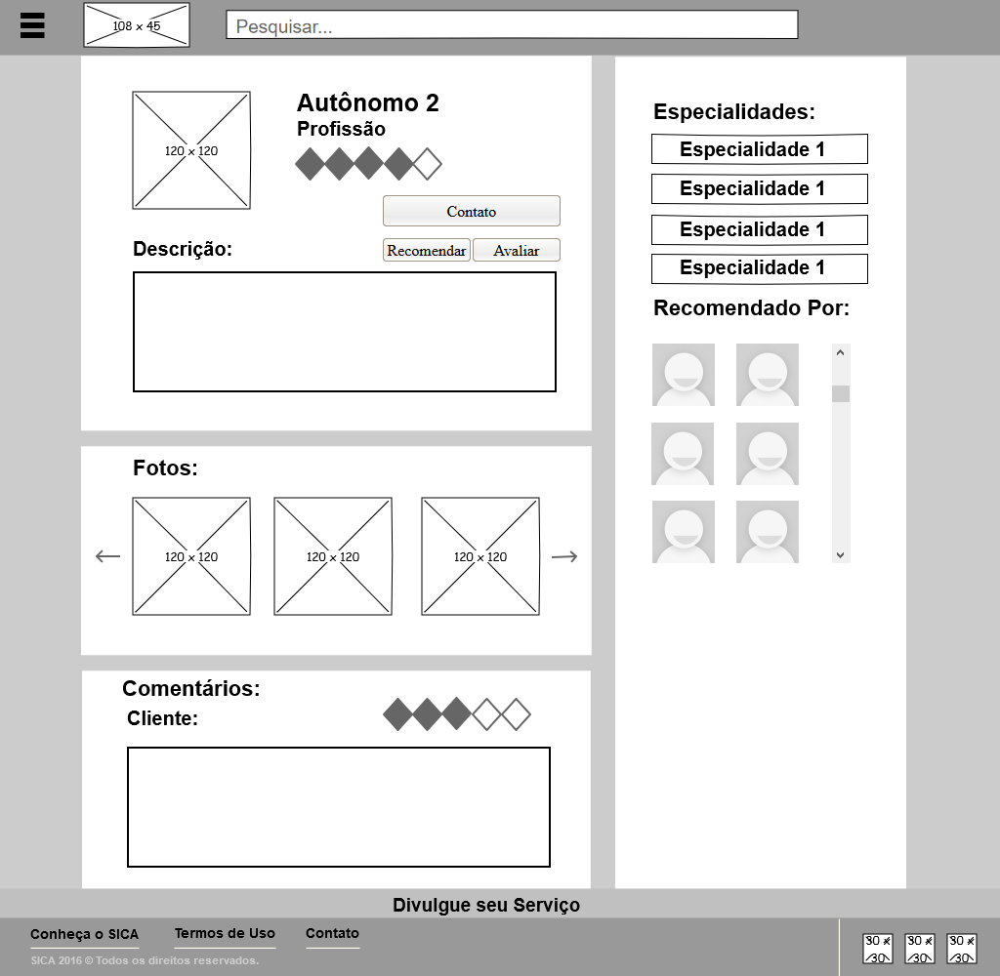 108 x 45
Pesquisar...
120 x 120
Autônomo 2
Profissão
Contato
Descrição:
Recomendar
Avaliar
Especialidades:
Especialidade 1
Especialidade 1
Especialidade 1
Especialidade 1
Recomendado Por:
Fotos:
120 x 120
120 x 120
120 x 120
Comentários:
Cliente:
Divulgue seu Serviço
Conheça o SICA
Termos de Uso
Contato
SICA 2016 © Todos os direitos reservados.
30 x
30
30 x
30
30 x
30